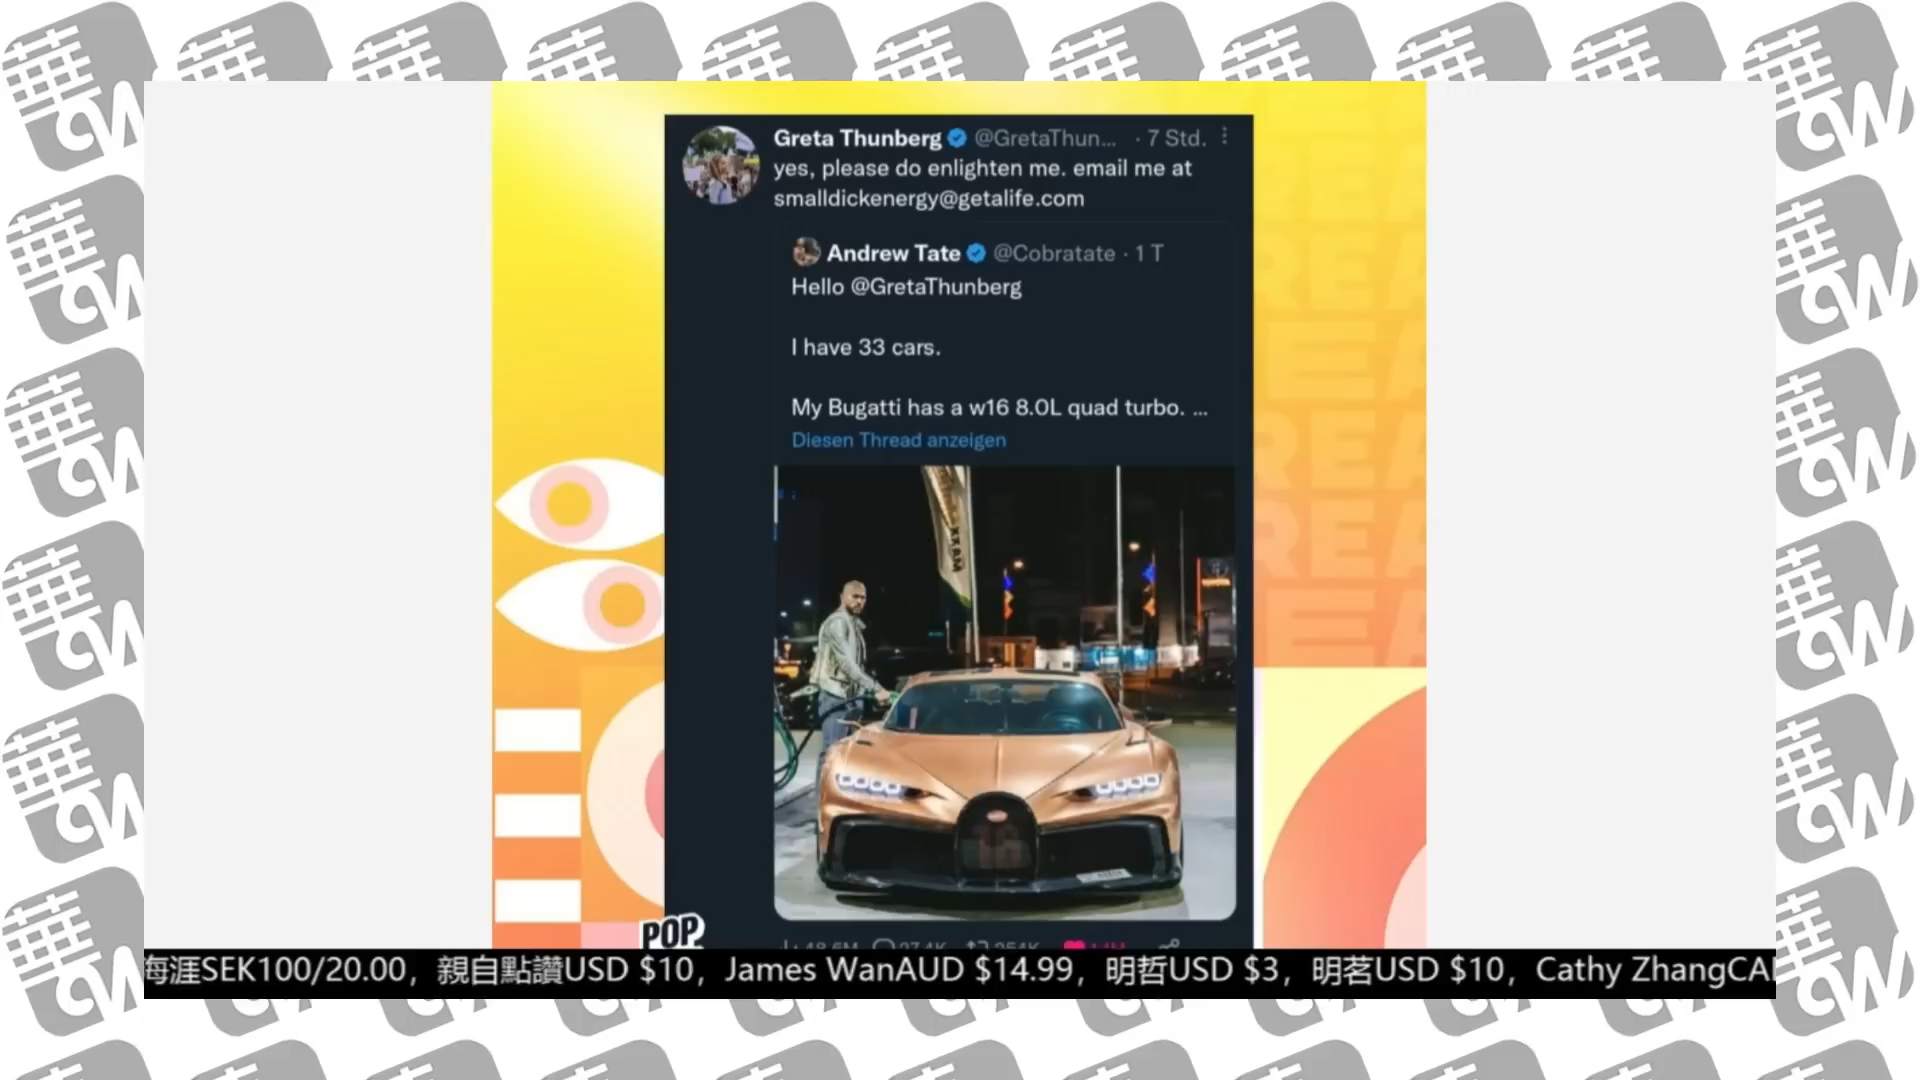 Greta Thunberg @GretaThun... · 7 Std.
yes, please do enlighten me. email me at
smalldickenergy@getalife.com
Andrew Tate @Cobratate · 1 T
Hello @GretaThunberg
I have 33 cars.
My Bugatti has a w16 8.0L quad turbo. ...
Diesen Thread anzeigen
POP.
海涯SEK100/20.00，親自點讚USD $10，James WanAUD $14.99，明哲USD $3，明茗USD $10，Cathy ZhangCA